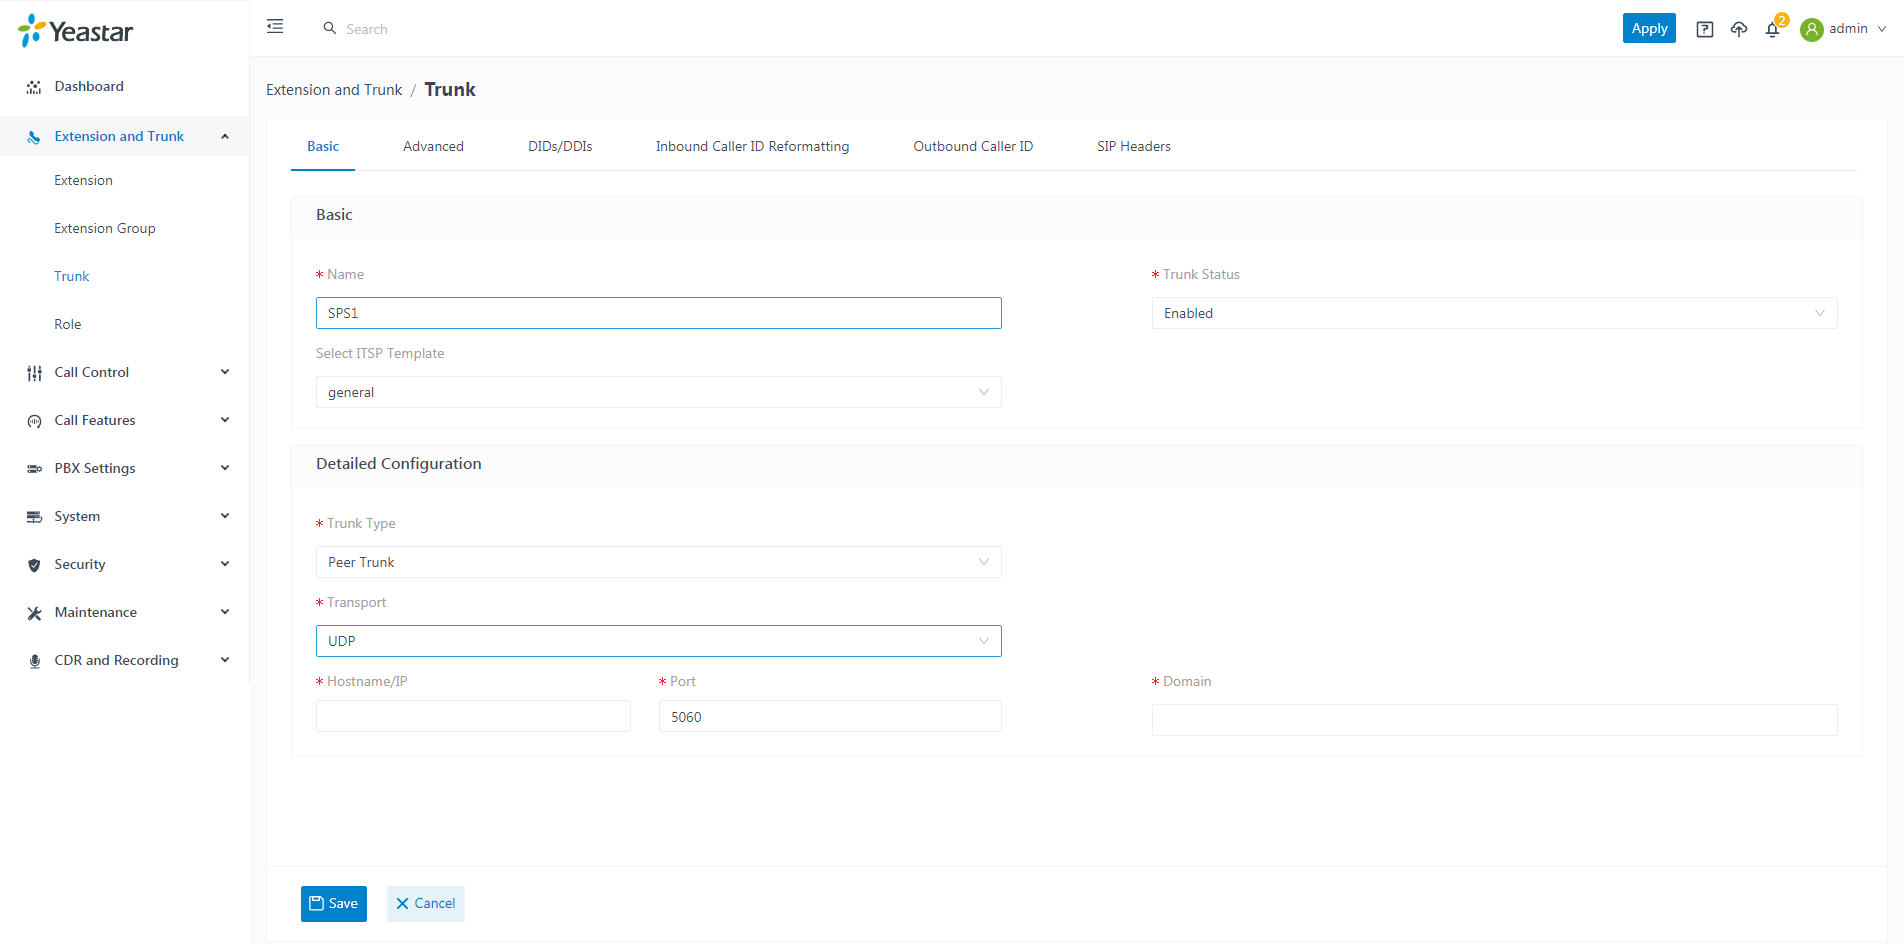 Yeastar
Search
Apply
2
admin
Dashboard
Extension and Trunk
Extension
Extension Group
Trunk
Role
Call Control
Call Features
PBX Settings
System
Security
Maintenance
CDR and Recording
Extension and Trunk / Trunk
Basic Advanced DIDs/DDIs Inbound Caller ID Reformatting Outbound Caller ID SIP Headers
Basic
* Name
SPS1
* Trunk Status
Enabled
Select ITSP Template
general
Detailed Configuration
* Trunk Type
Peer Trunk
* Transport
UDP
* Hostname/IP
* Port
5060
* Domain
Save
Cancel